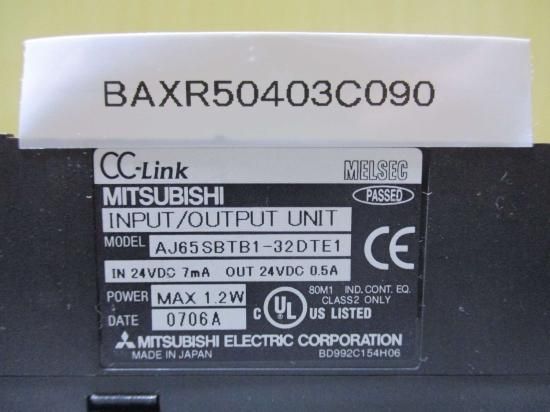 BAXR50403C090
CC-Link MELSEC
MITSUBISHI PASSED
INPUT/OUTPUT UNIT
MODEL AJ65SBTB1-32DTE1
IN 24VDC 7mA OUT 24VDC 0.5A CE
POWER MAX 1.2W 80M1 IND. CONT. EQ.
CLASS2 ONLY
DATE 0706A C UL US LISTED
MITSUBISHI ELECTRIC CORPORATION
MADE IN JAPAN BD992C154H06